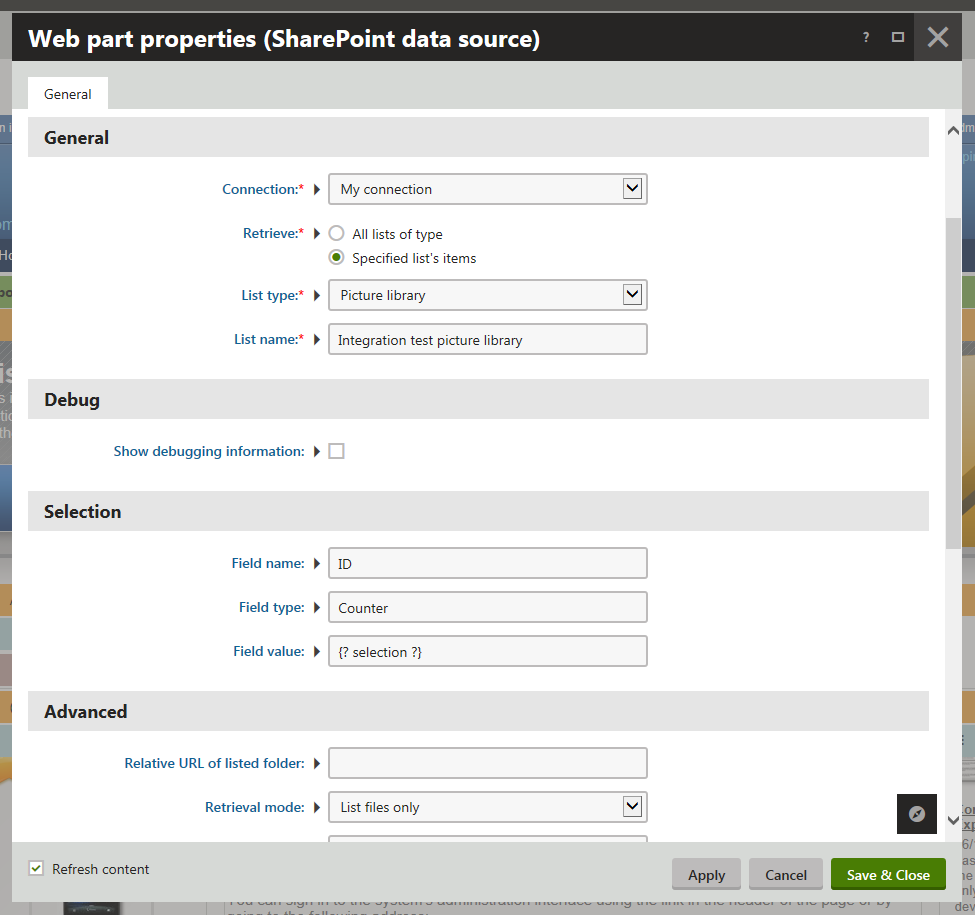 Web part properties (SharePoint data source)
?
General
General
Connection:* My connection
Retrieve:* All lists of type
Specified list's items
List type:* Picture library
List name:* Integration test picture library
Debug
Show debugging information:
Selection
Field name: ID
Field type: Counter
Field value: {? selection ?}
Advanced
Relative URL of listed folder:
Retrieval mode: List files only
Refresh content
Apply
Cancel
Save & Close